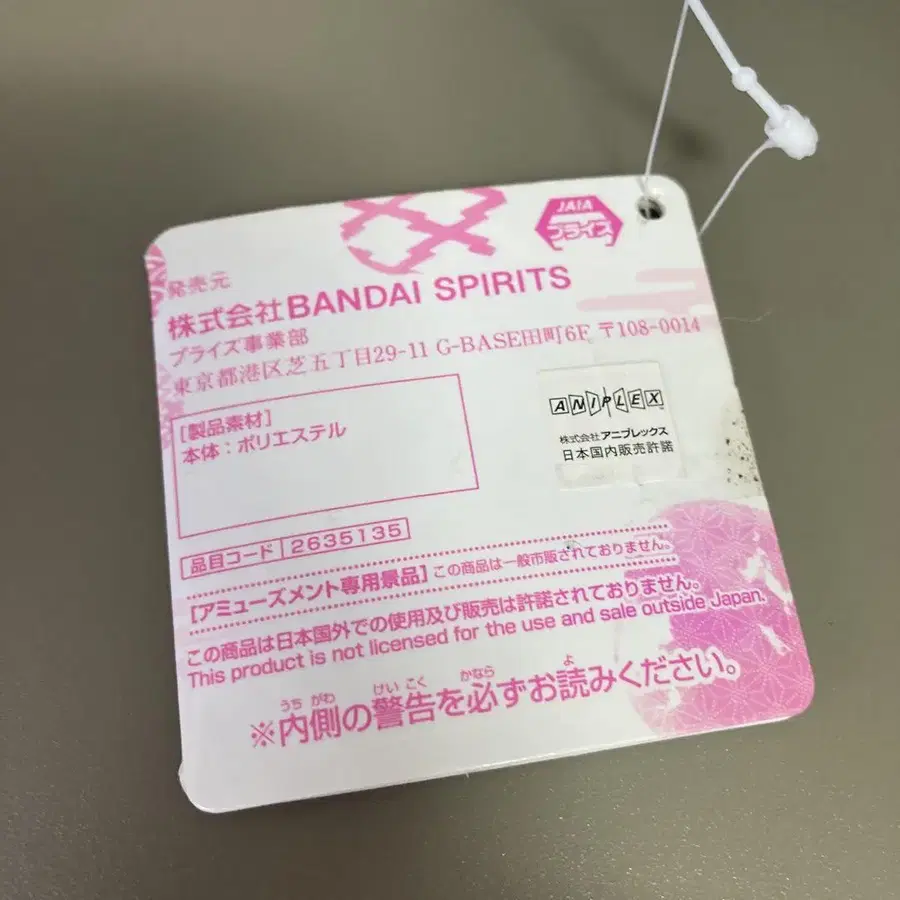 JAIA
プライズ
発売元
株式会社BANDAI SPIRITS
プライズ事業部
東京都港区芝五丁目29-11 G-BASE田町6F 〒108-0014
[製品素材]
本体：ポリエステル
ANIPLEX
株式会社アニプレックス
日本国内販売許諾
品目コード 2635135
[アミューズメント専用景品] この商品は一般市販されておりません。
この商品は日本国外での使用及び販売は許諾されておりません。
This product is not licensed for the use and sale outside Japan.
うちがわ けいこく かなら よ
※内側の警告を必ずお読みください。